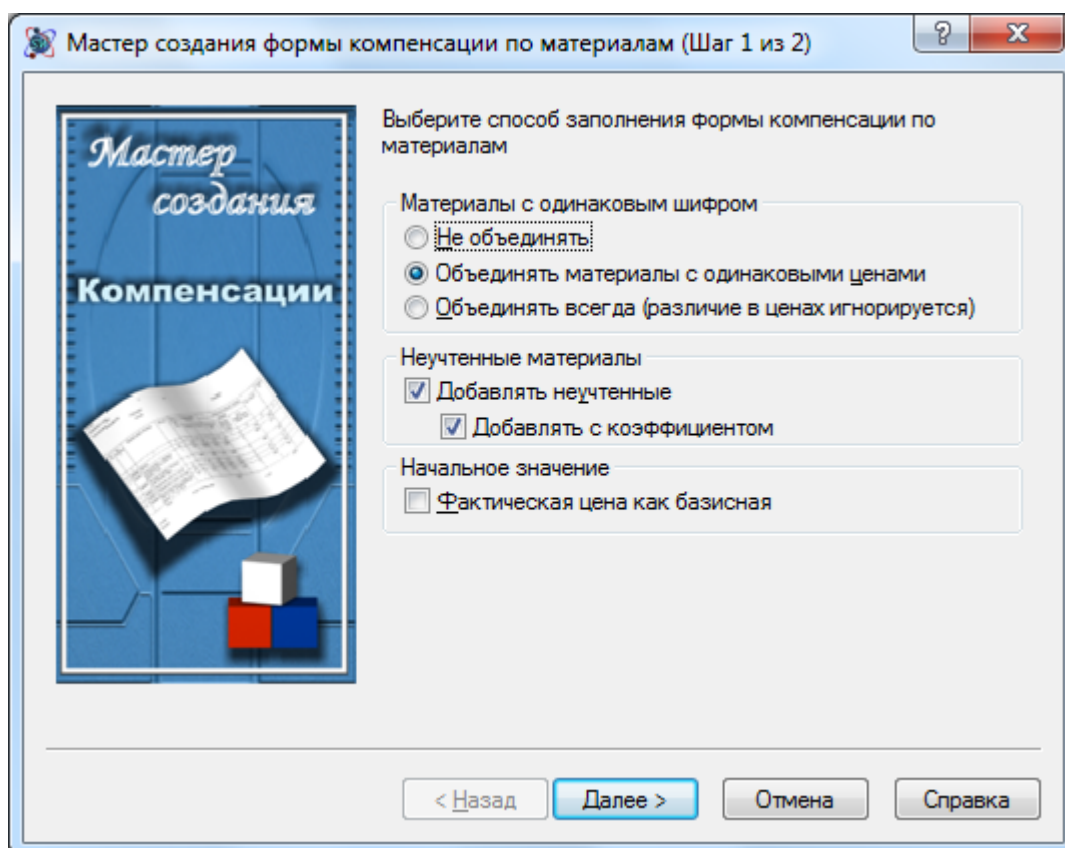 Мастер создания формы компенсации по материалам (Шаг 1 из 2)
Мастер
создания
Компенсации
Выберите способ заполнения формы компенсации по
материалам
Материалы с одинаковым шифром
Не объединять
Объединять материалы с одинаковыми ценами
Объединять всегда (различие в ценах игнорируется)
Неучтенные материалы
Добавлять неучтенные
Добавлять с коэффициентом
Начальное значение
Фактическая цена как базисная
< Назад
Далее >
Отмена
Справка